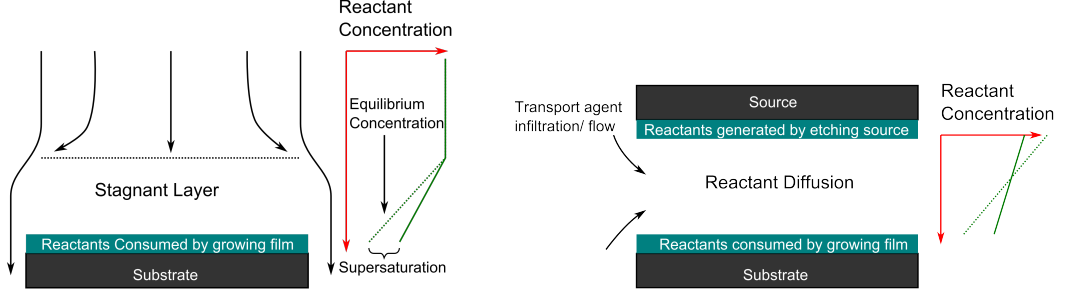 Reactant
Concentration
Equilibrium
Concentration
Stagnant Layer
Reactants Consumed by growing film
Substrate
Supersaturation
Transport agent
infiltration/ flow
Source
Reactants generated by etching source
Reactant Diffusion
Reactants consumed by growing film
Substrate
Reactant
Concentration